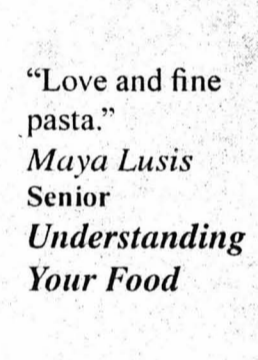 “Love and fine
pasta.”
Maya Lusis
Senior
Understanding
Your Food